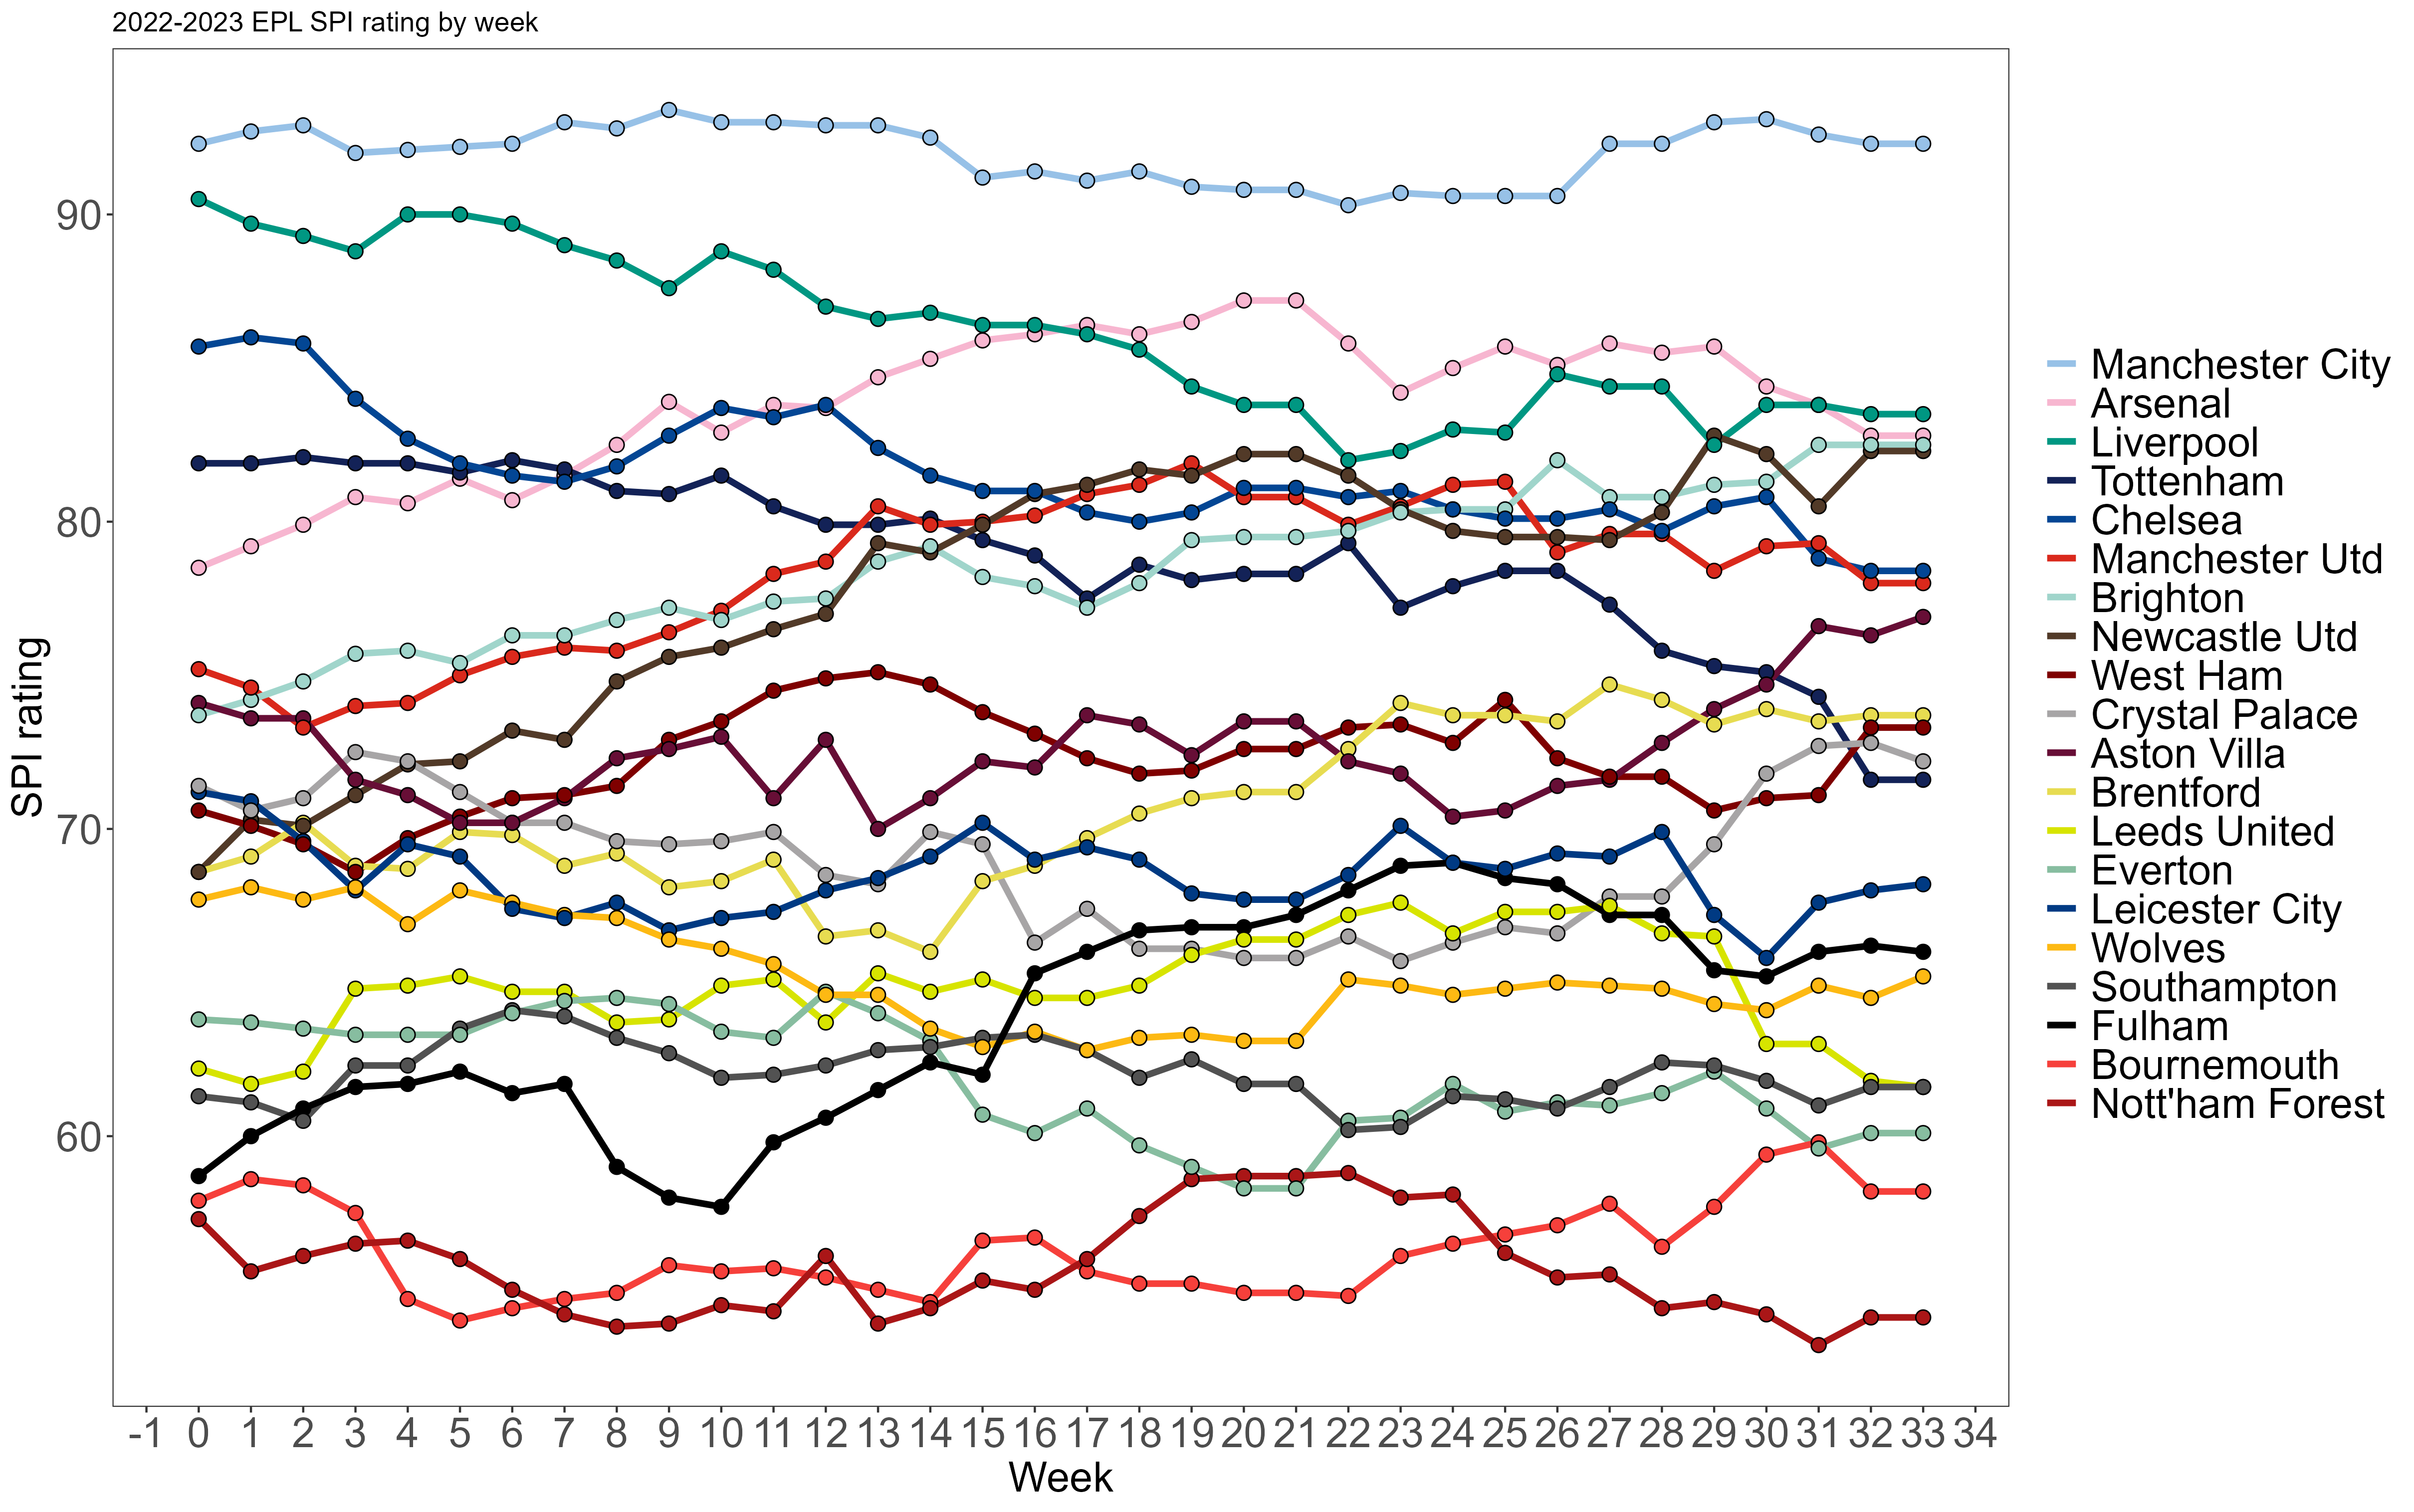 2022-2023 EPL SPI rating by week
SPI rating
90
80
70
60
-1 0 1 2 3 4 5 6 7 8 9 10 11 12 13 14 15 16 17 18 19 20 21 22 23 24 25 26 27 28 29 30 31 32 33 34
Week
Manchester City
Arsenal
Liverpool
Tottenham
Chelsea
Manchester Utd
Brighton
Newcastle Utd
West Ham
Crystal Palace
Aston Villa
Brentford
Leeds United
Everton
Leicester City
Wolves
Southampton
Fulham
Bournemouth
Nott'ham Forest